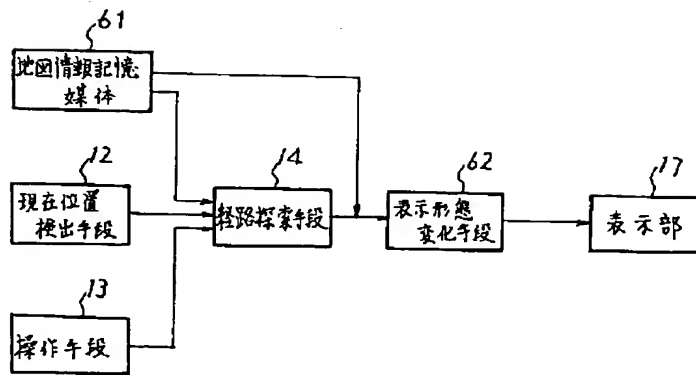 61
地図情報記憶
媒体
12
現在位置
検出手段
14
経路探索手段
62
表示形態
変化手段
17
表示部
13
操作手段